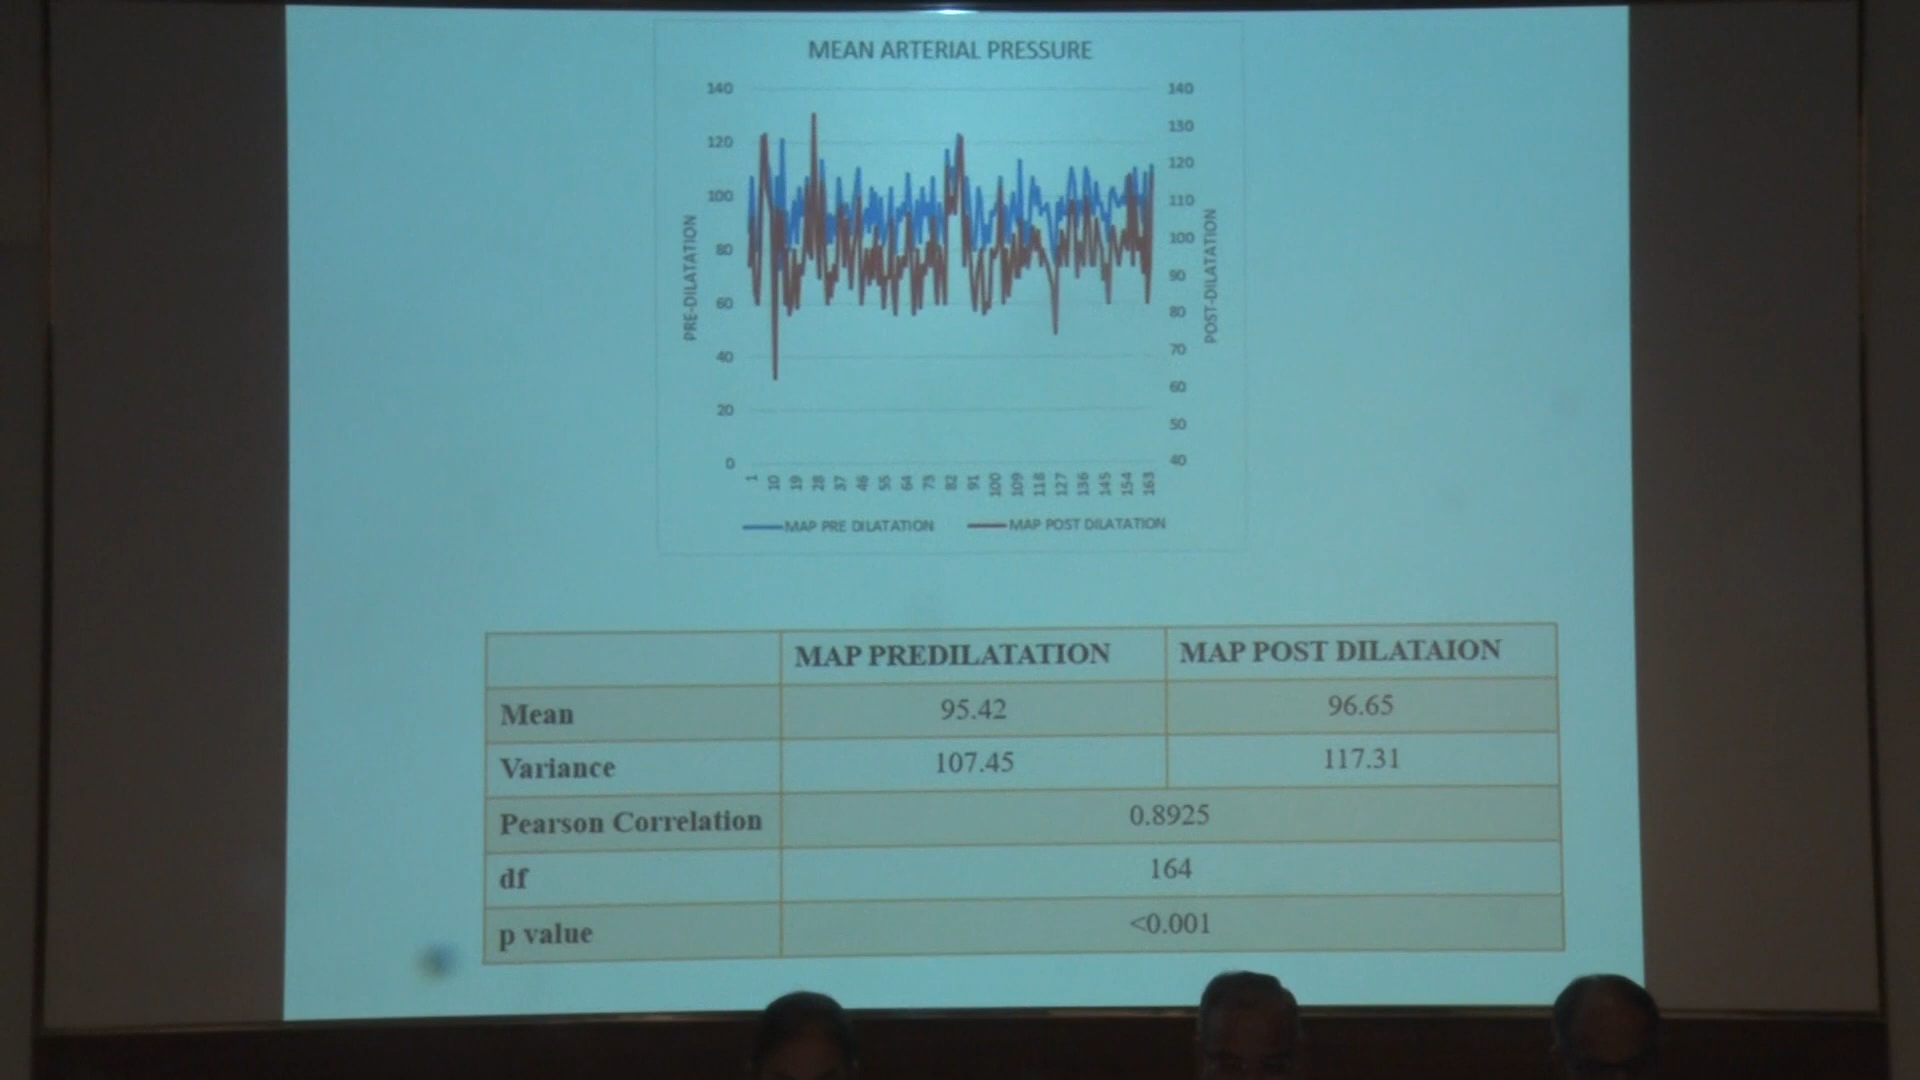 MEAN ARTERIAL PRESSURE
140 140
130
120 120
100 110
100
80 90
60 80
70
40 60
20 50
0 40
PRE-DILATATION
POST-DILATATION
1 10 19 28 37 46 55 64 73 82 91 100 109 118 127 136 145 154 163
MAP PRE DILATATION MAP POST DILATATION
MAP PREDILATATION MAP POST DILATAION
Mean 95.42 96.65
Variance 107.45 117.31
Pearson Correlation 0.8925
df 164
p value <0.001